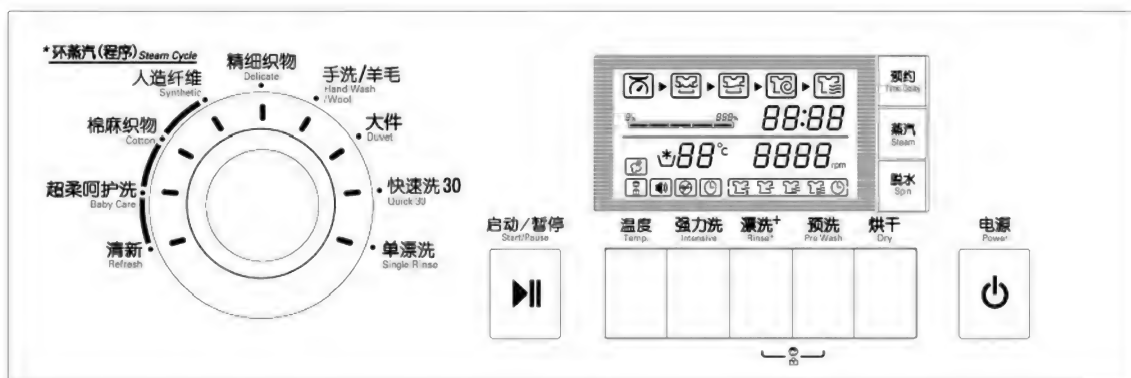 *环蒸汽(程序) Steam Cycle
人造纤维
Synthetic
精细织物
Delicate
手洗/羊毛
Hand Wash
/Wool
棉麻织物
Cotton
大件
Duvet
超柔呵护洗
Baby Care
快速洗 30
Quick 30
清新
Refresh
单漂洗
Single Rinse
88:88
88°c
8888 rpm
预约
Time Delay
蒸汽
Steam
脱水
Spin
启动/暂停
Start/Pause
温度
Temp.
强力洗
Intensive
漂洗+
Rinse+
预洗
Pre Wash
烘干
Dry
电源
Power